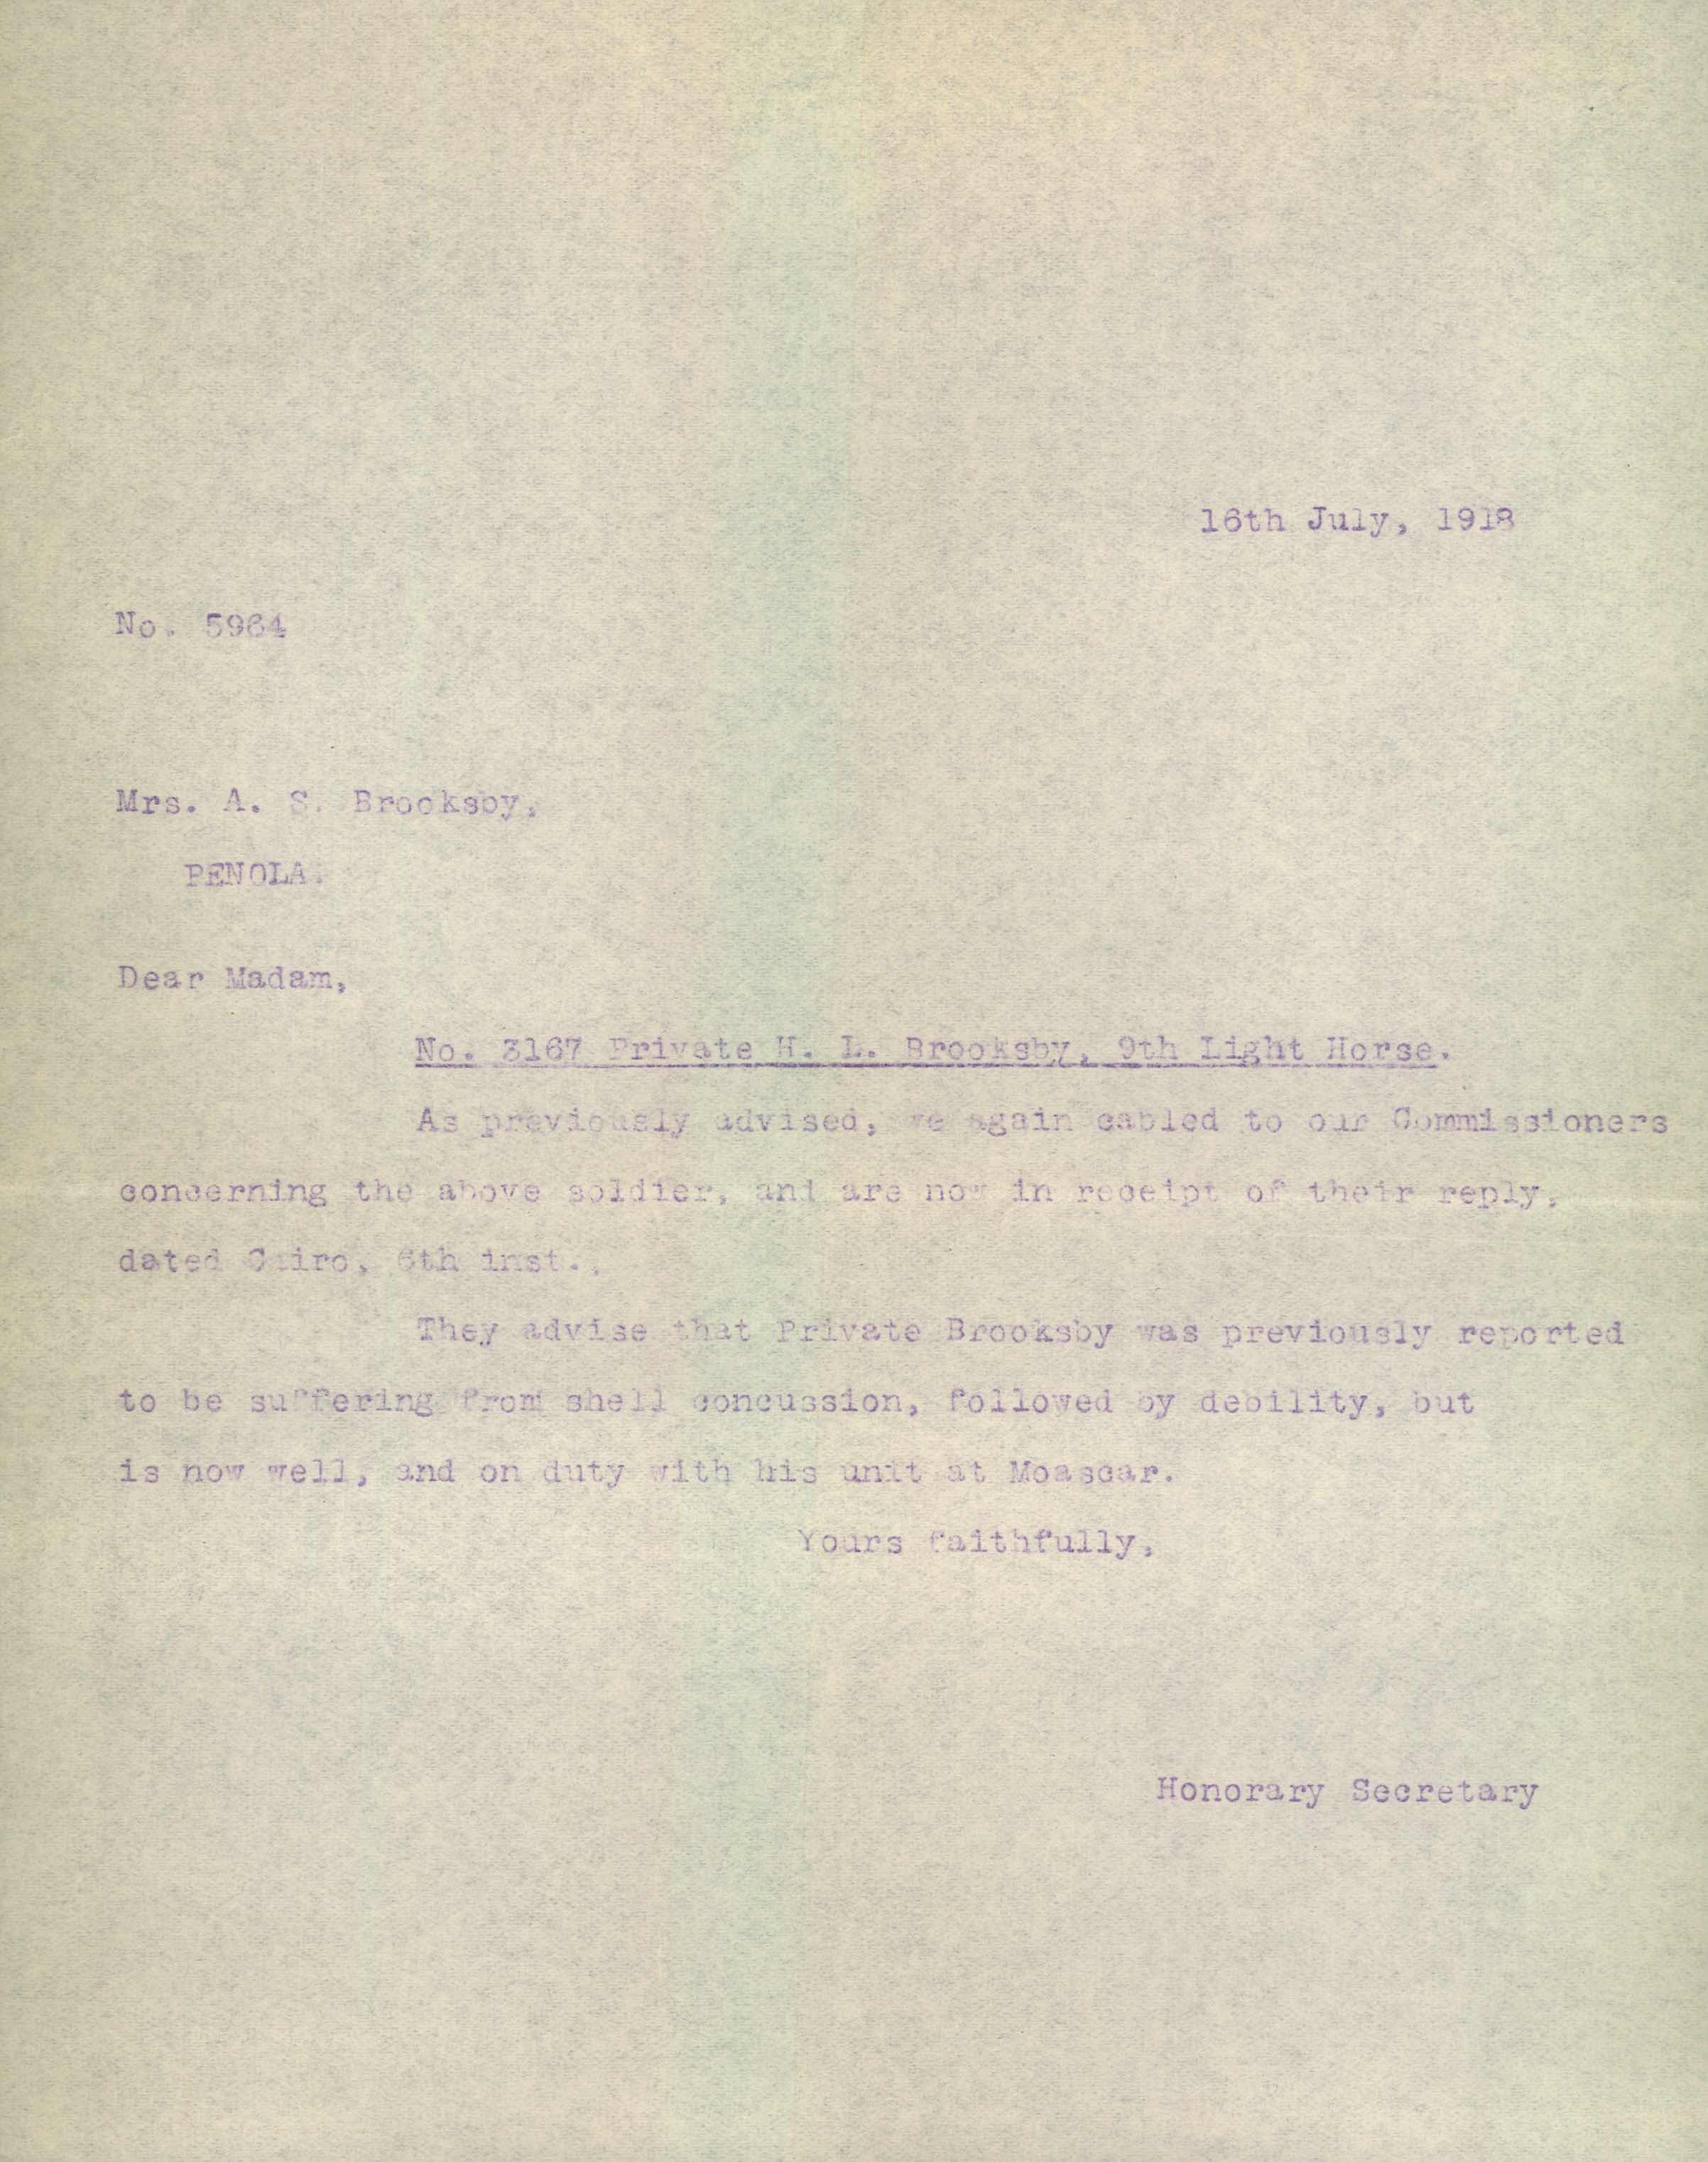 16th July, 1918
No. 5964
Mrs. A. S. Brooksby,
PENOLA.
Dear Madam,
No. 3167 Private H. L. Brooksby, 9th Light Horse.
As previously advised, we again cabled to our Commissioners
concerning the above soldier, and are now in receipt of their reply,
dated Cairo, 6th inst.,
They advise that Private Brooksby was previously reported
to be suffering from shell concussion, followed by debility, but
is now well, and on duty with his unit at Moascar.
Yours faithfully,
Honorary Secretary